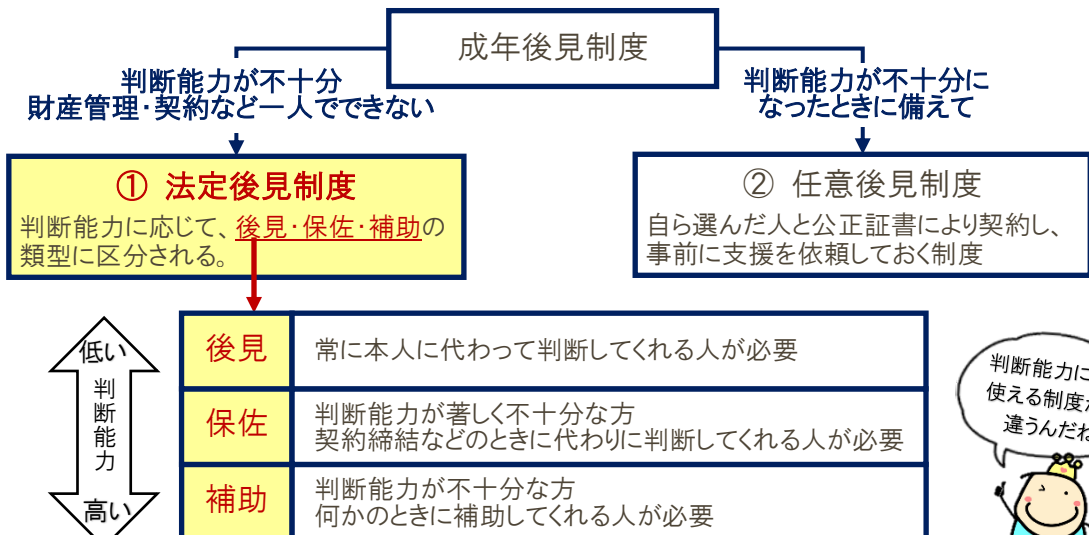 成年後見制度
判断能力が不十分
財産管理･契約など一人でできない
判断能力が不十分に
なったときに備えて
① 法定後見制度
判断能力に応じて、後見･保佐･補助の
類型に区分される。
② 任意後見制度
自ら選んだ人と公正証書により契約し、
事前に支援を依頼しておく制度
低い
判断能力
高い
後見
常に本人に代わって判断してくれる人が必要
保佐
判断能力が著しく不十分な方
契約締結などのときに代わりに判断してくれる人が必要
補助
判断能力が不十分な方
何かのときに補助してくれる人が必要
判断能力に
使える制度
違うんだね